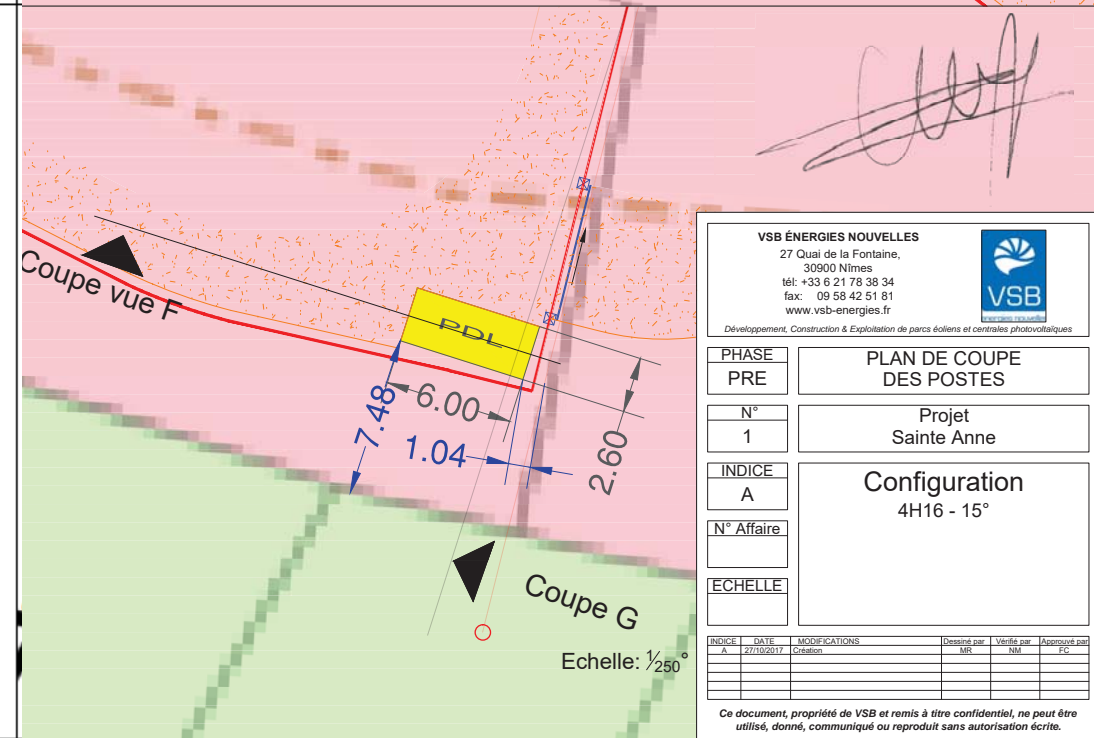 Coupe vue F
PDL
6.00
7.48
1.04
2.60
Coupe G
Echelle: 1/250°
VSB ÉNERGIES NOUVELLES
27 Quai de la Fontaine,
30900 Nîmes
tél: +33 6 21 78 38 34
fax: 09 58 42 51 81
www.vsb-energies.fr
VSB
énergies nouvelles
Développement, Construction & Exploitation de parcs éoliens et centrales photovoltaïques
PHASE
PRE
PLAN DE COUPE
DES POSTES
N°
1
Projet
Sainte Anne
INDICE
A
Configuration
4H16 - 15°
N° Affaire
ECHELLE
INDICE DATE MODIFICATIONS Dessiné par Vérifié par Approuvé par
A 27/10/2017 Création MR NM FC
Ce document, propriété de VSB et remis à titre confidentiel, ne peut être
utilisé, donné, communiqué ou reproduit sans autorisation écrite.